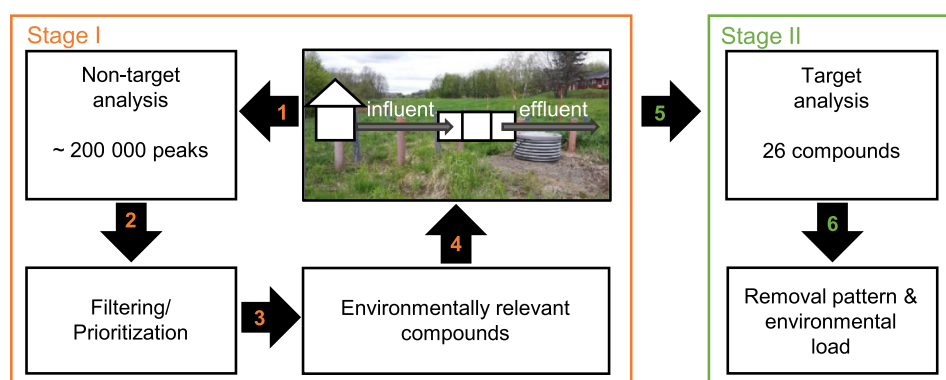 Stage I
Non-target
analysis
~ 200 000 peaks
1
influent
effluent
2
Filtering/
Prioritization
3
Environmentally relevant
compounds
4
5
Stage II
Target
analysis
26 compounds
6
Removal pattern &
environmental
load